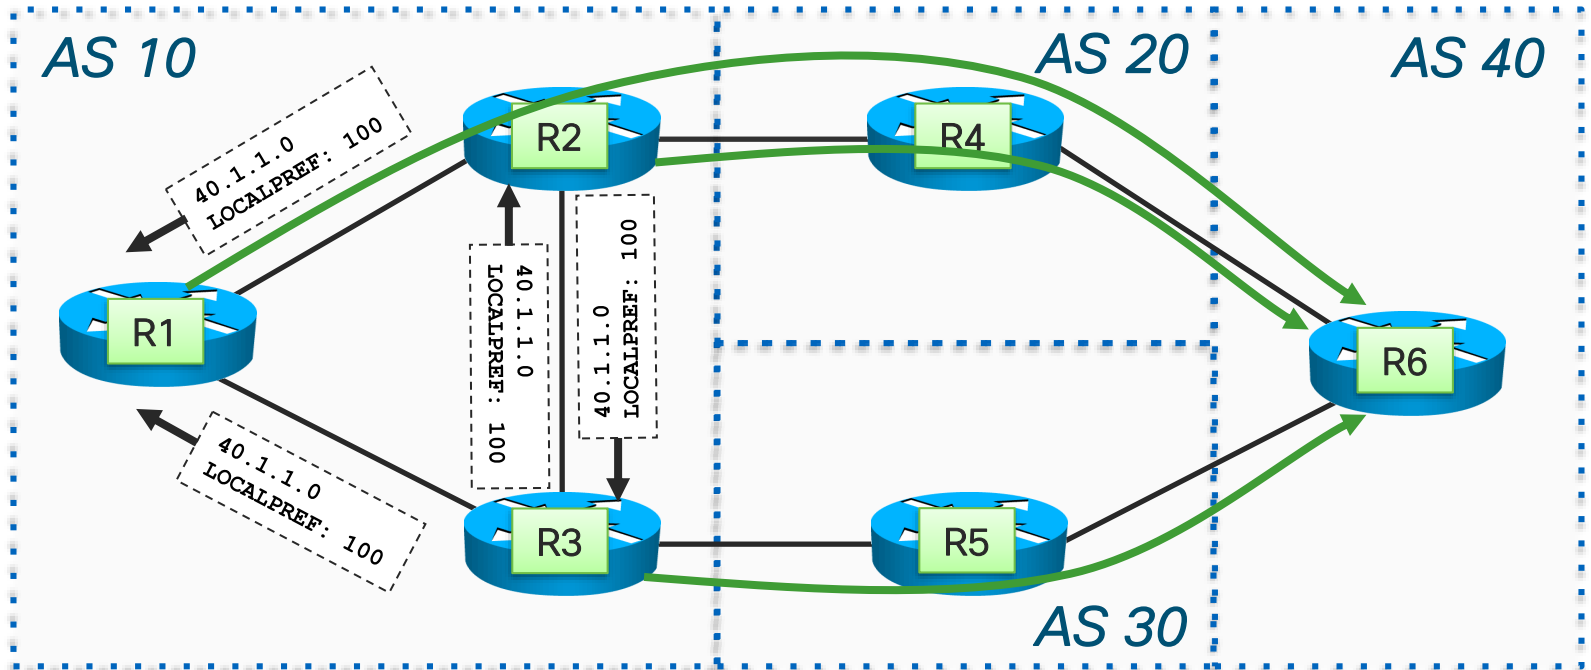 AS 10
AS 20
AS 40
40.1.1.0
LOCALPREF: 100
R2
R4
40.1.1.0
LOCALPREF: 100
40.1.1.0
LOCALPREF: 100
R1
R6
40.1.1.0
LOCALPREF: 100
R3
R5
AS 30